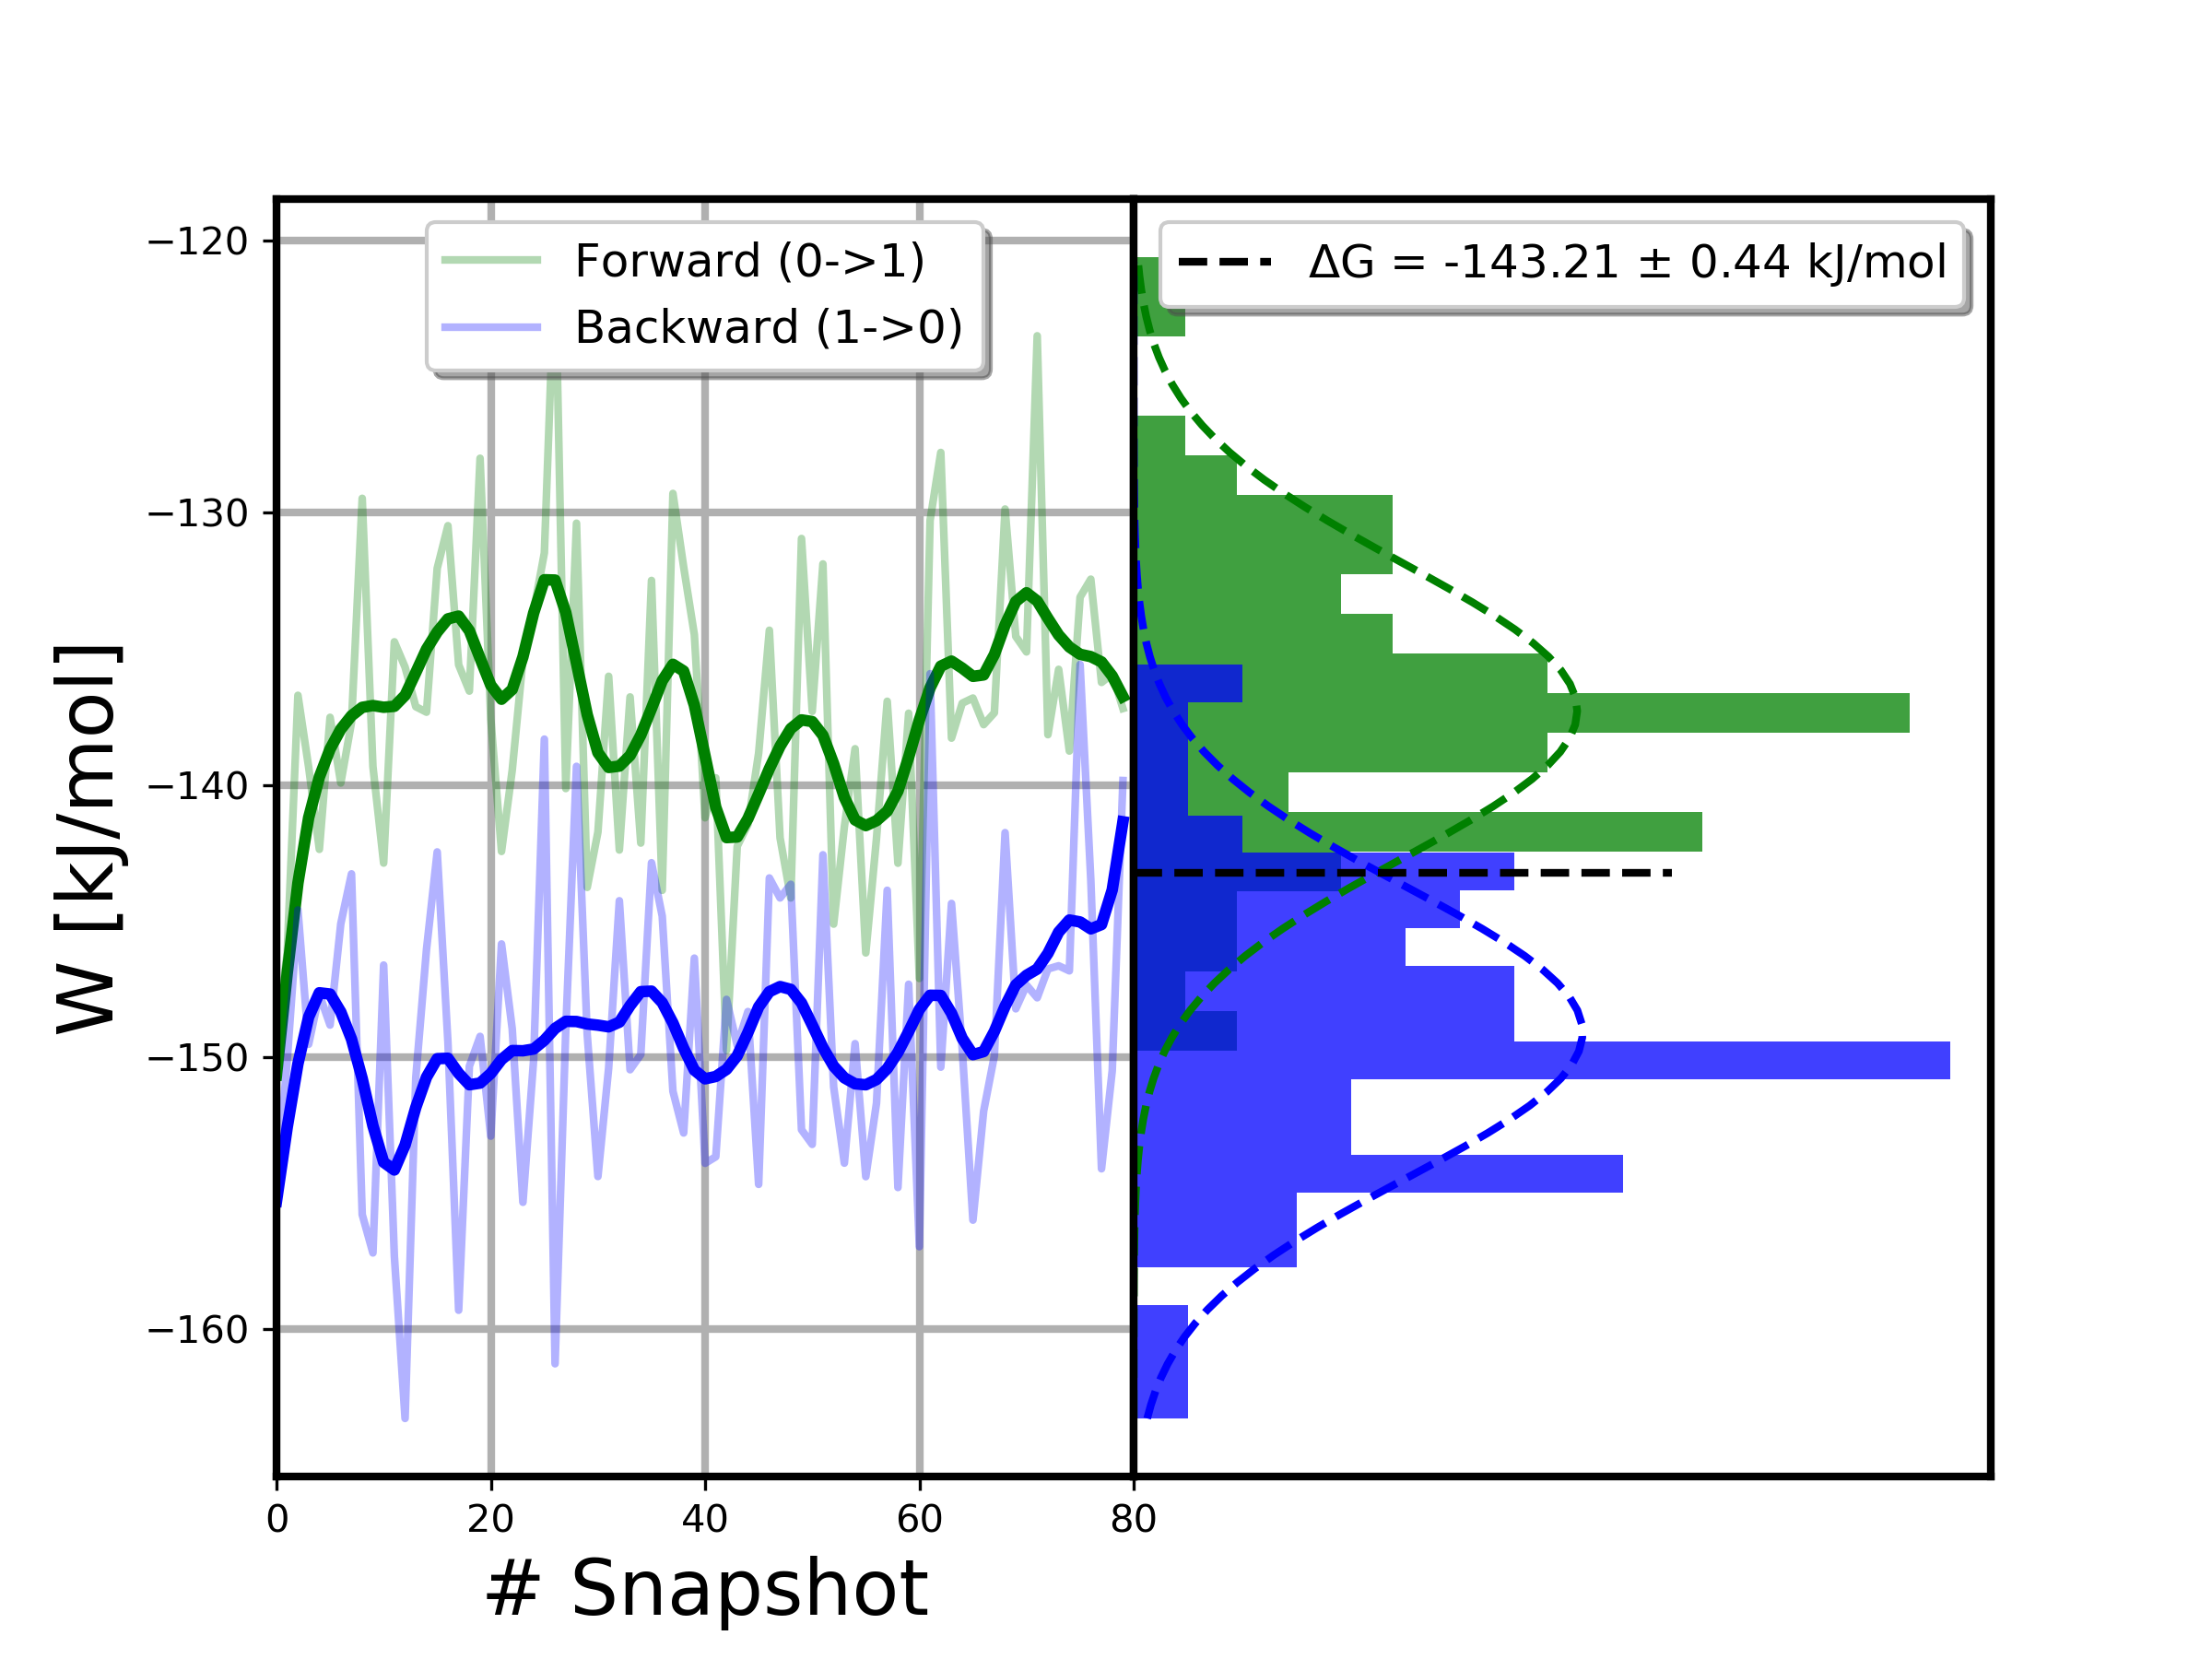 −120
−130
−140
−150
−160
W [kJ/mol]
Forward (0->1)
Backward (1->0)
ΔG = -143.21 ± 0.44 kJ/mol
0 20 40 60 80
# Snapshot